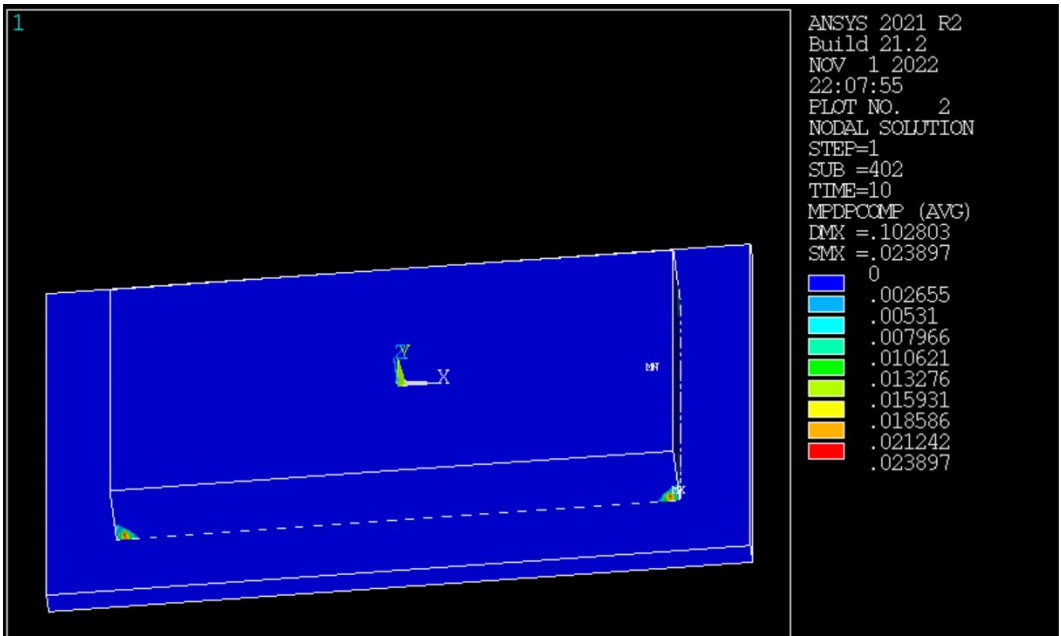 1
ANSYS 2021 R2
Build 21.2
NOV  1 2022
22:07:55
PLOT NO.   2
NODAL SOLUTION
STEP=1
SUB =402
TIME=10
MPDPCOMP (AVG)
DMX =.102803
SMX =.023897
0
.002655
.00531
.007966
.010621
.013276
.015931
.018586
.021242
.023897
Y
X
MN
MX